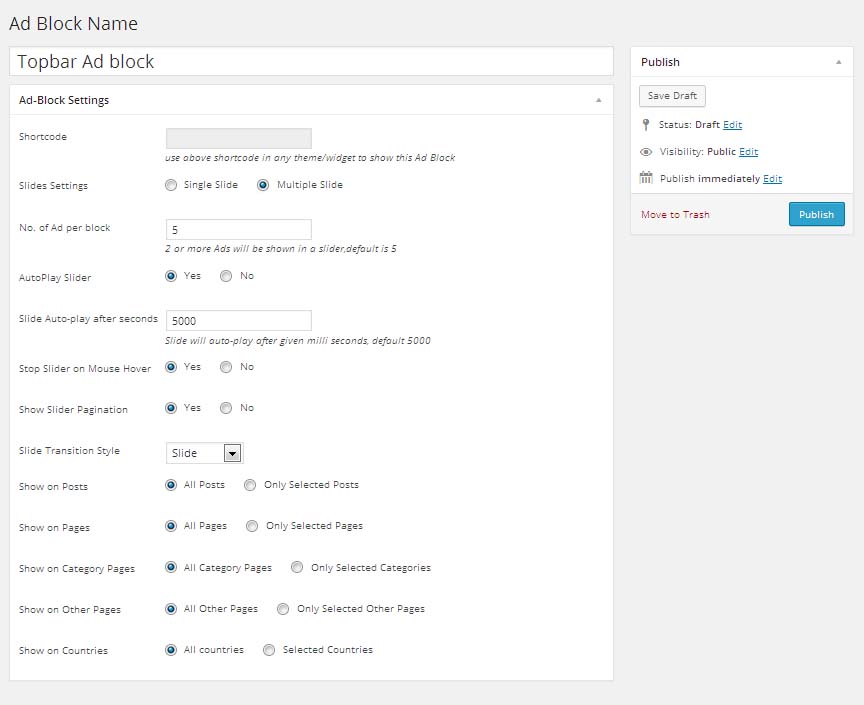 Ad Block Name
Topbar Ad block
Ad-Block Settings
Shortcode
use above shortcode in any theme/widget to show this Ad Block
Slides Settings Single Slide Multiple Slide
No. of Ad per block 5
2 or more Ads will be shown in a slider,default is 5
AutoPlay Slider Yes No
Slide Auto-play after seconds 5000
Slide will auto-play after given milli seconds, default 5000
Stop Slider on Mouse Hover Yes No
Show Slider Pagination Yes No
Slide Transition Style Slide
Show on Posts All Posts Only Selected Posts
Show on Pages All Pages Only Selected Pages
Show on Category Pages All Category Pages Only Selected Categories
Show on Other Pages All Other Pages Only Selected Other Pages
Show on Countries All countries Selected Countries
Publish
Save Draft
Status: Draft Edit
Visibility: Public Edit
Publish immediately Edit
Move to Trash Publish